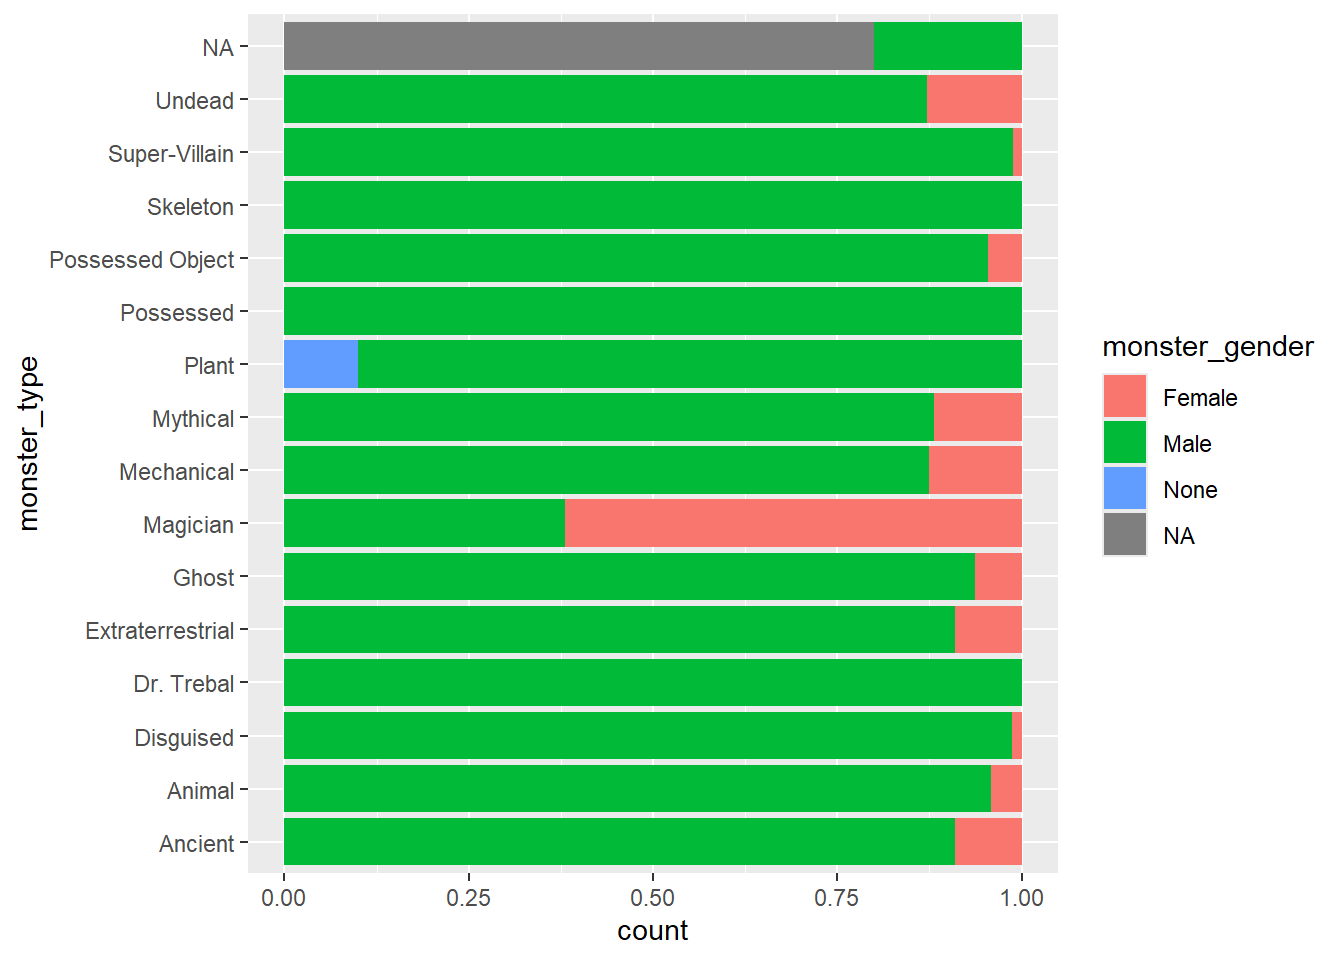 NA
Undead
Super-Villain
Skeleton
Possessed Object
Possessed
Plant
Mythical
Mechanical
Magician
Ghost
Extraterrestrial
Dr. Trebal
Disguised
Animal
Ancient
monster_type
0.00 0.25 0.50 0.75 1.00
count
monster_gender
Female
Male
None
NA